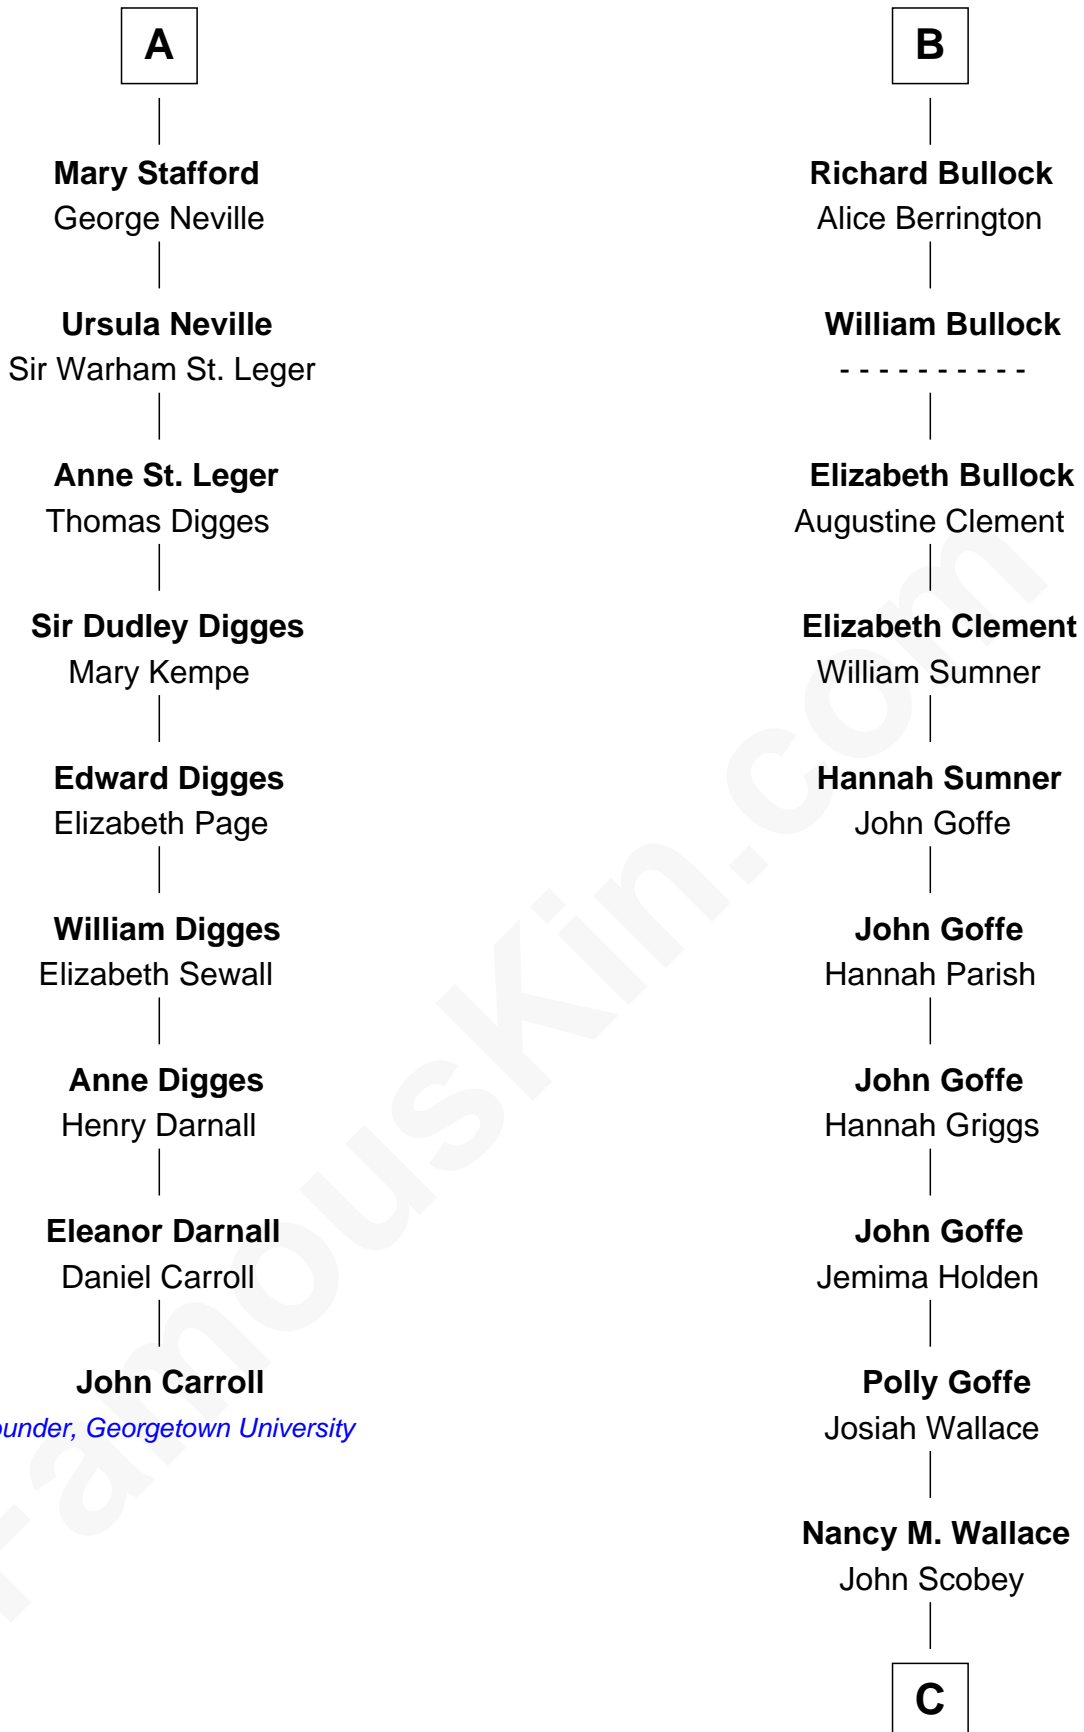 A
Mary Stafford
George Neville
Ursula Neville
Sir Warham St. Leger
Anne St. Leger
Thomas Digges
Sir Dudley Digges
Mary Kempe
Edward Digges
Elizabeth Page
William Digges
Elizabeth Sewall
Anne Digges
Henry Darnall
Eleanor Darnall
Daniel Carroll
John Carroll
Georgetown University
B
Richard Bullock
Alice Berrington
William Bullock
- - - - - - - - - -
Elizabeth Bullock
Augustine Clement
Elizabeth Clement
William Sumner
Hannah Sumner
John Goffe
John Goffe
Hannah Parish
John Goffe
Hannah Griggs
John Goffe
Jemima Holden
Polly Goffe
Josiah Wallace
Nancy M. Wallace
John Scobey
C
FamousKin.com